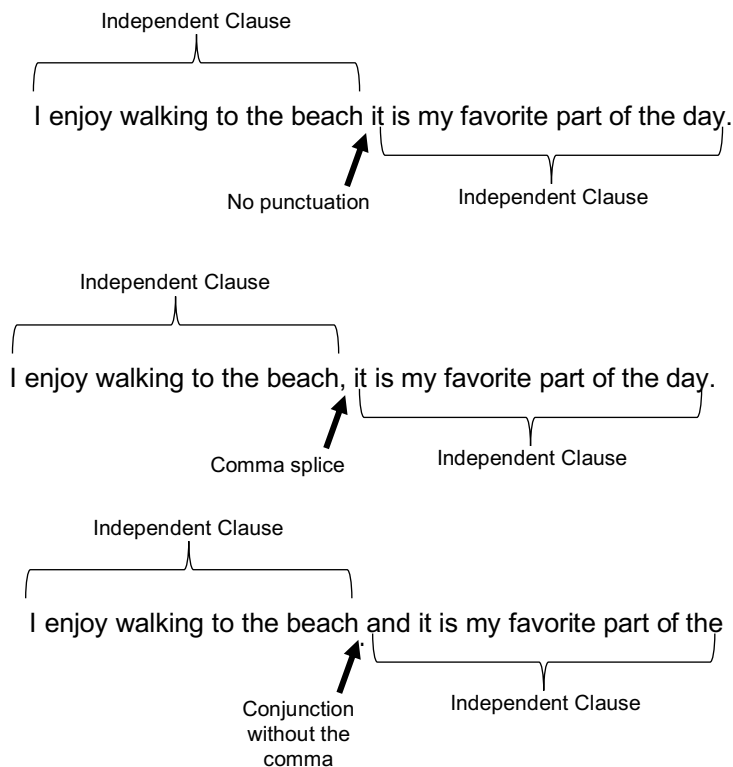 Independent Clause
I enjoy walking to the beach it is my favorite part of the day.
No punctuation
Independent Clause
Independent Clause
I enjoy walking to the beach, it is my favorite part of the day.
Comma splice
Independent Clause
Independent Clause
I enjoy walking to the beach and it is my favorite part of the
.
Conjunction
without the
comma
Independent Clause